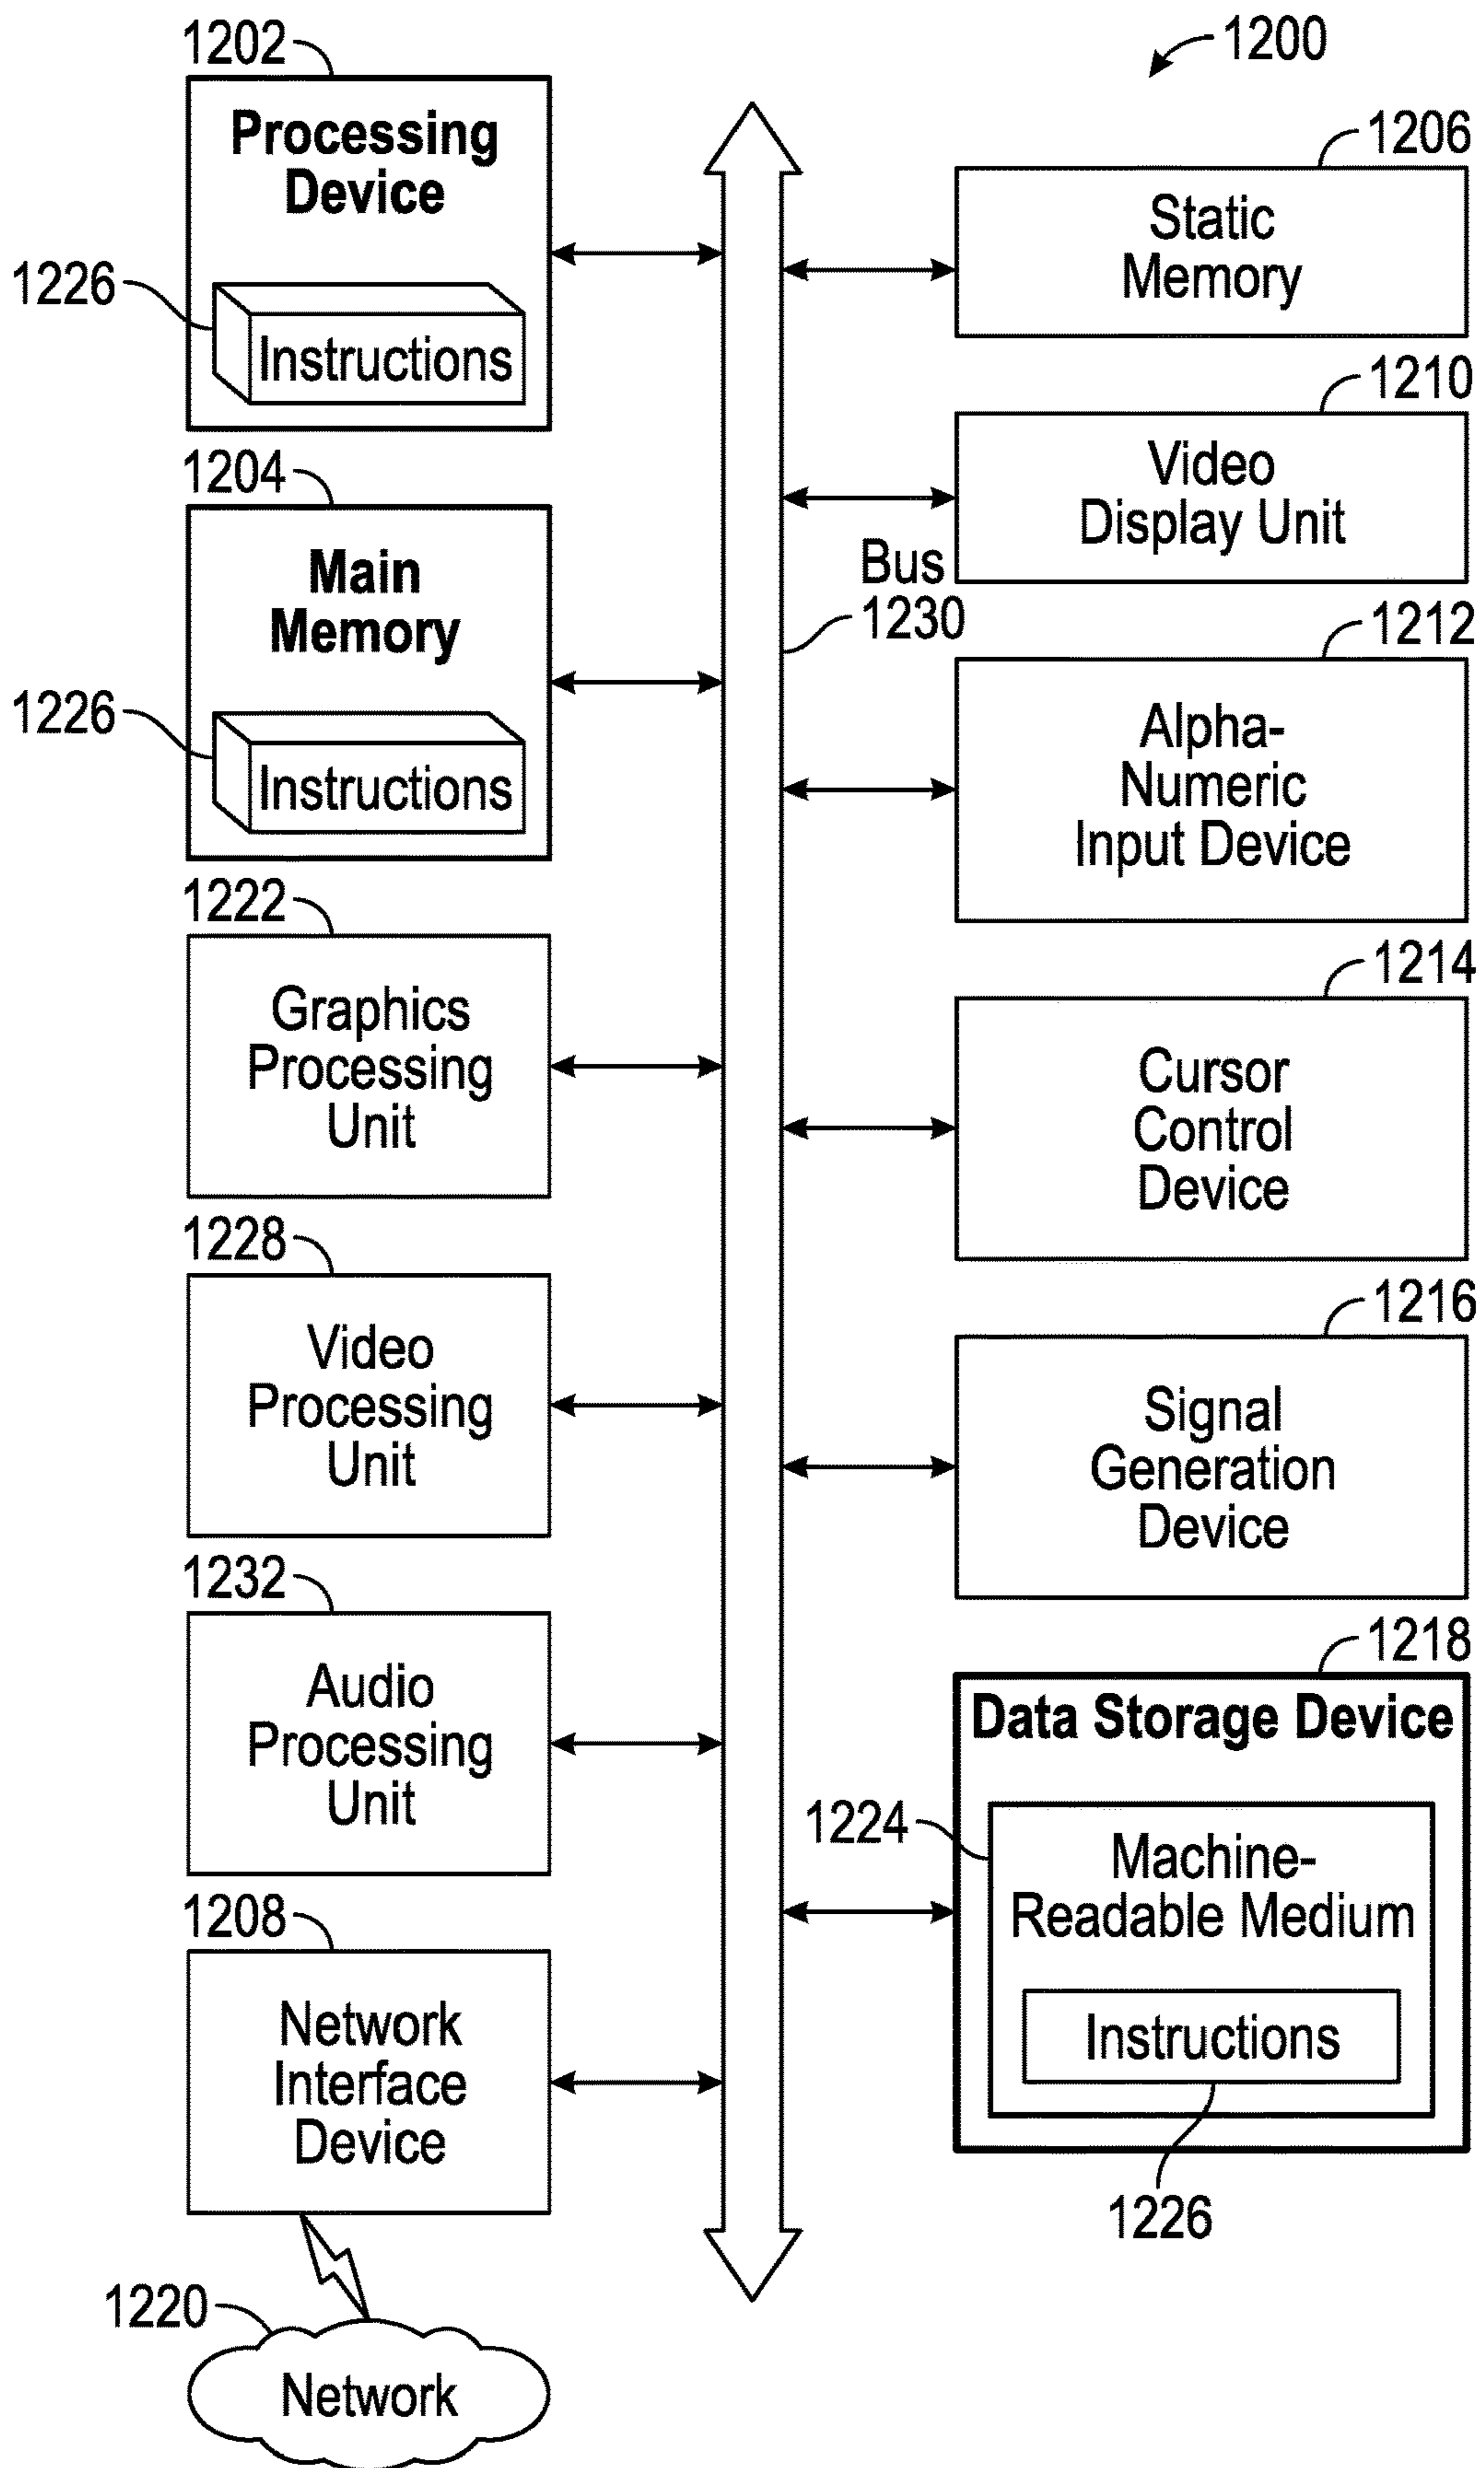 1200
1202
Processing
Device
1226
Instructions
1204
Main
Memory
1226
Instructions
1222
Graphics
Processing
Unit
1228
Video
Processing
Unit
1232
Audio
Processing
Unit
1208
Network
Interface
Device
1220
Network
Bus
1230
1206
Static
Memory
1210
Video
Display Unit
1212
Alpha-
Numeric
Input Device
1214
Cursor
Control
Device
1216
Signal
Generation
Device
1218
Data Storage Device
1224
Machine-
Readable Medium
Instructions
1226